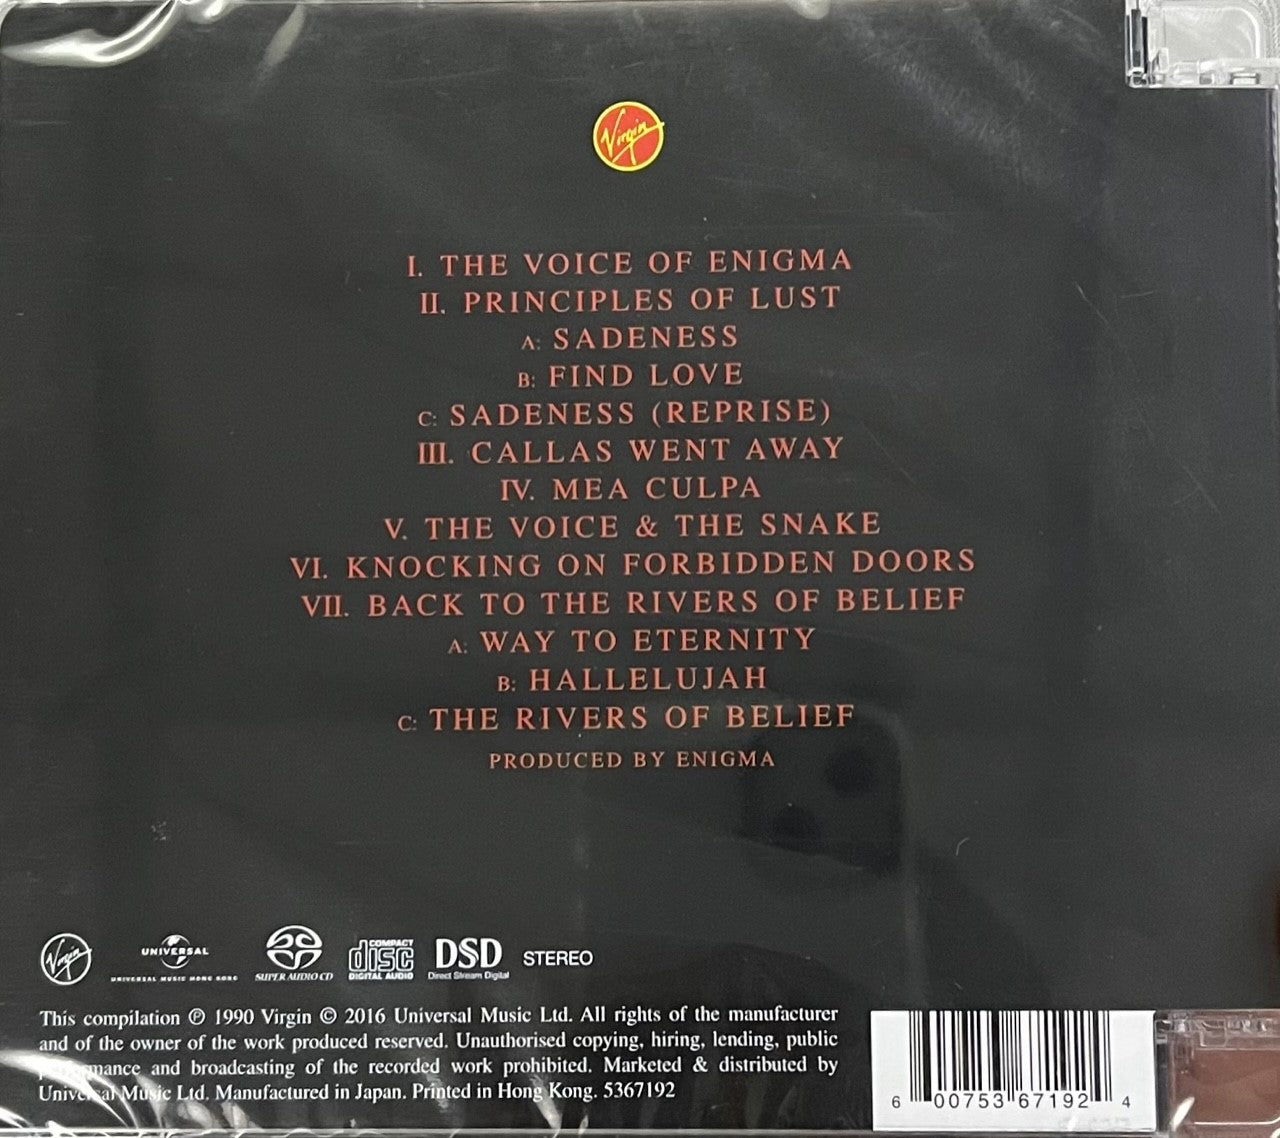 Virgin
I. THE VOICE OF ENIGMA
II. PRINCIPLES OF LUST
A: SADENESS
B: FIND LOVE
C: SADENESS (REPRISE)
III. CALLAS WENT AWAY
IV. MEA CULPA
V. THE VOICE & THE SNAKE
VI. KNOCKING ON FORBIDDEN DOORS
VII. BACK TO THE RIVERS OF BELIEF
A: WAY TO ETERNITY
B: HALLELUJAH
C: THE RIVERS OF BELIEF
PRODUCED BY ENIGMA
Virgin
UNIVERSAL
UNIVERSAL MUSIC HONG KONG
SUPER AUDIO CD
COMPACT disc DIGITAL AUDIO
DSD
Direct Stream Digital
STEREO
This compilation ℗ 1990 Virgin © 2016 Universal Music Ltd. All rights of the manufacturer
and of the owner of the work produced reserved. Unauthorised copying, hiring, lending, public
performance and broadcasting of the recorded work prohibited. Marketed & distributed by
Universal Music Ltd. Manufactured in Japan. Printed in Hong Kong. 5367192
6 00753 67192 4